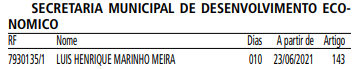 SECRETARIA MUNICIPAL DE DESENVOLVIMENTO ECO-
NOMICO
RF Nome Dias A partir de Artigo
7930135/1 LUIS HENRIQUE MARINHO MEIRA 010 23/06/2021 143